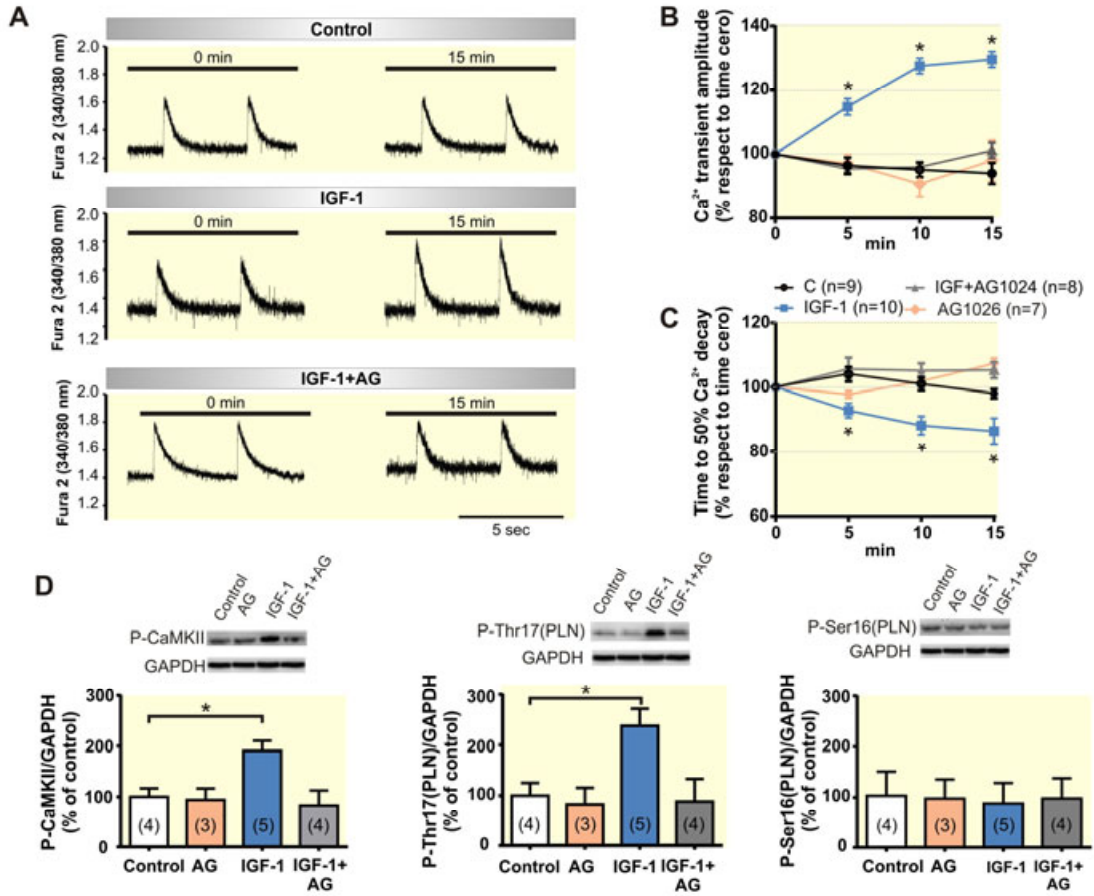 A
Control
Fura 2 (340/380 nm)
2.0
1.8
1.6
1.4
1.2
0 min
15 min
IGF-1
Fura 2 (340/380 nm)
2.0
1.8
1.6
1.4
1.2
0 min
15 min
IGF-1+AG
Fura 2 (340/380 nm)
2.0
1.8
1.6
1.4
1.2
0 min
15 min
5 sec
B
Ca²⁺ transient amplitude
(% respect to time cero)
140
120
100
80
* * *
0 5 10 15
min
C (n=9)
IGF+AG1024 (n=8)
IGF-1 (n=10)
AG1026 (n=7)
C
Time to 50% Ca²⁺ decay
(% respect to time cero)
120
100
80
60
* * *
0 5 10 15
min
D
Control AG IGF-1 IGF-1+AG
P-CaMKII
GAPDH
P-CaMKII/GAPDH
(% of control)
300
200
100
0
*
(4) (3) (5) (4)
Control AG IGF-1 IGF-1+
AG
Control AG IGF-1 IGF-1+AG
P-Thr17(PLN)
GAPDH
P-Thr17(PLN)/GAPDH
(% of control)
300
200
100
0
*
(4) (3) (5) (4)
Control AG IGF-1 IGF-1+
AG
Control AG IGF-1 IGF-1+AG
P-Ser16(PLN)
GAPDH
P-Ser16(PLN)/GAPDH
(% of control)
300
200
100
0
(4) (3) (5) (4)
Control AG IGF-1 IGF-1+
AG